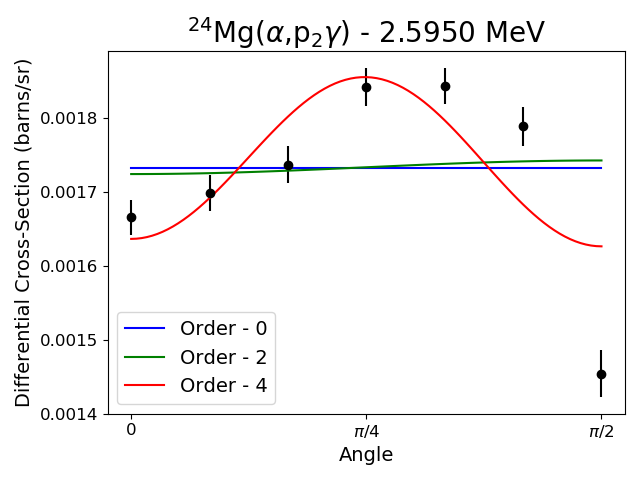 ²⁴Mg(α,p₂γ) - 2.5950 MeV
Differential Cross-Section (barns/sr)
0.0018
0.0017
0.0016
0.0015
0.0014
Order - 0
Order - 2
Order - 4
0
π/4
π/2
Angle